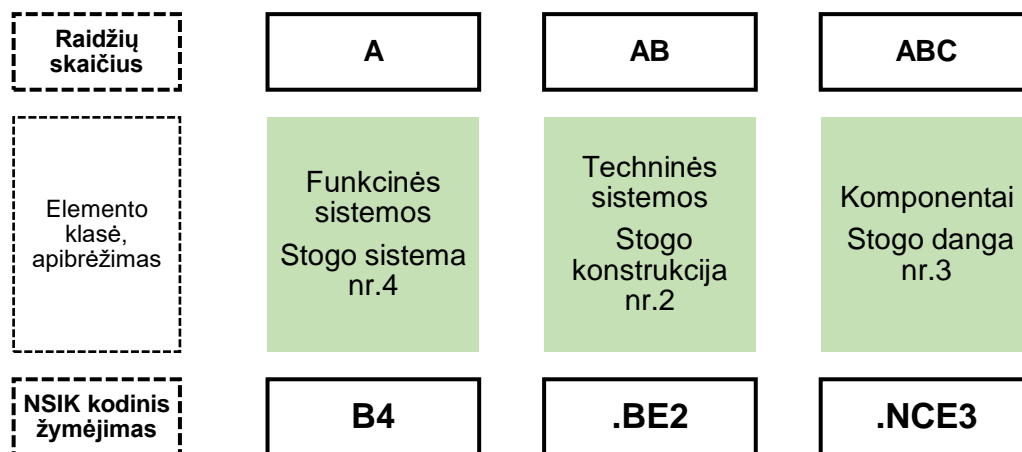 Raidžių
skaičius
A
AB
ABC
Elemento
klasė,
apibrėžimas
Funkcinės
sistemos
Stogo sistema
nr.4
Techninės
sistemos
Stogo
konstrukcija
nr.2
Komponentai
Stogo danga
nr.3
NSIK kodinis
žymėjimas
B4
.BE2
.NCE3